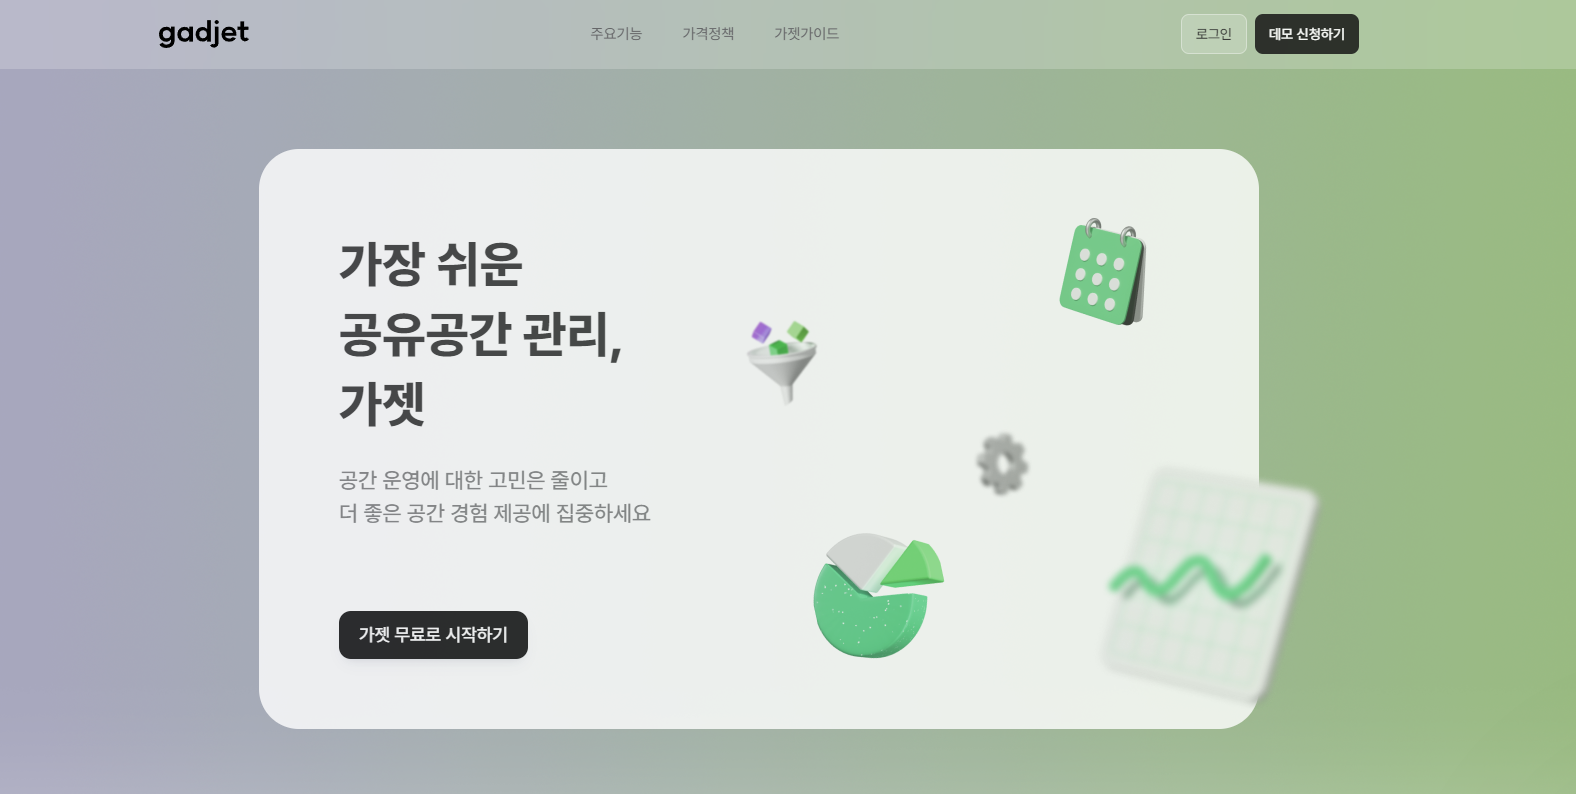 gadjet
주요기능
가격정책
가젯가이드
로그인
데모 신청하기
가장 쉬운
공유공간 관리,
가젯
공간 운영에 대한 고민은 줄이고
더 좋은 공간 경험 제공에 집중하세요
가젯 무료로 시작하기